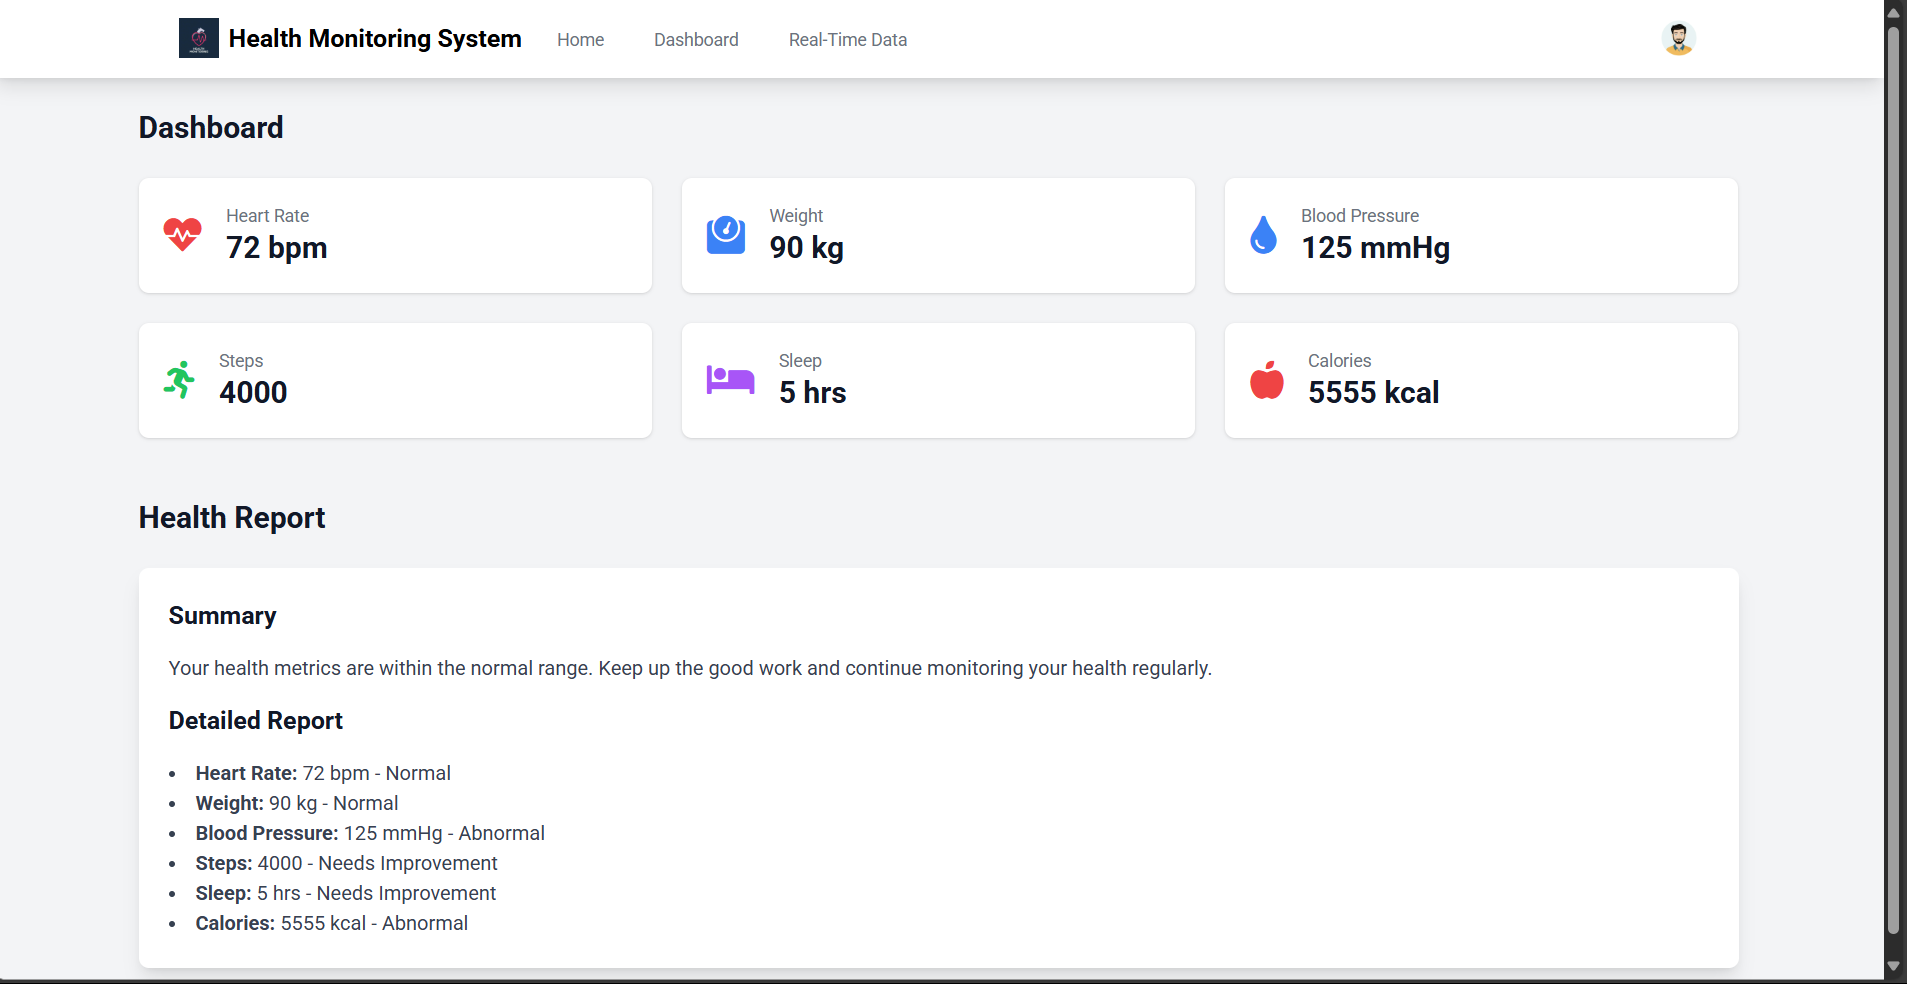 Health Monitoring System
Home
Dashboard
Real-Time Data
Dashboard
Heart Rate
72 bpm
Weight
90 kg
Blood Pressure
125 mmHg
Steps
4000
Sleep
5 hrs
Calories
5555 kcal
Health Report
Summary
Your health metrics are within the normal range. Keep up the good work and continue monitoring your health regularly.
Detailed Report
• Heart Rate: 72 bpm - Normal
• Weight: 90 kg - Normal
• Blood Pressure: 125 mmHg - Abnormal
• Steps: 4000 - Needs Improvement
• Sleep: 5 hrs - Needs Improvement
• Calories: 5555 kcal - Abnormal